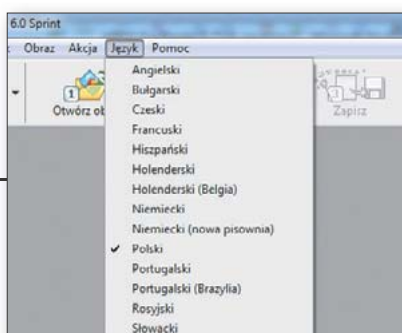 6.0 Sprint
Obraz Akcja Język Pomoc
1
Otwórz ob
Zapisz
Angielski
Bułgarski
Czeski
Francuski
Hiszpański
Holenderski
Holenderski (Belgia)
Niemiecki
Niemiecki (nowa pisownia)
Polski
Portugalski
Portugalski (Brazylia)
Rosyjski
Słowacki